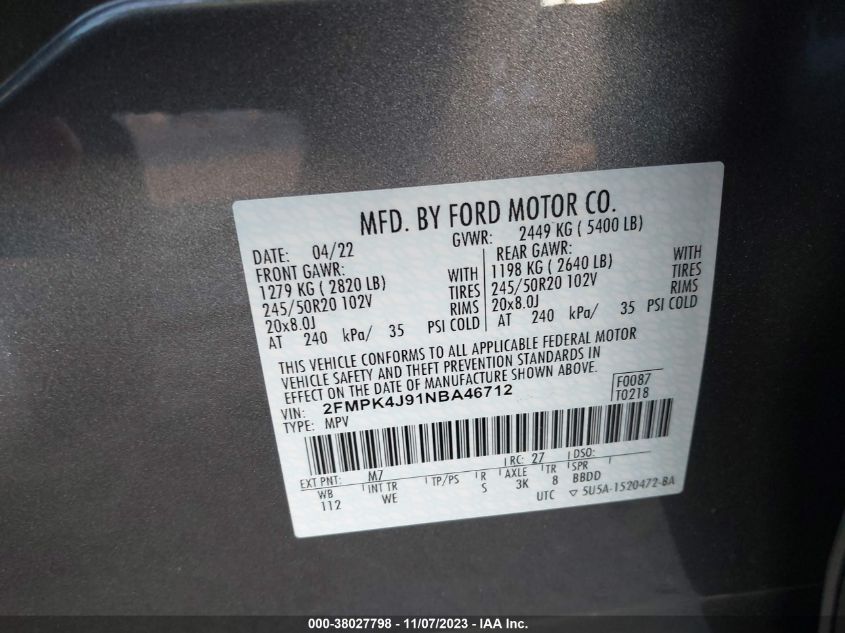 MFD. BY FORD MOTOR CO.
DATE: 04/22 GVWR: 2449 KG ( 5400 LB)
FRONT GAWR: REAR GAWR:
1279 KG ( 2820 LB) WITH 1198 KG ( 2640 LB) WITH
245/50R20 102V TIRES 245/50R20 102V TIRES
20x8.0J RIMS 20x8.0J RIMS
AT 240 kPa/ 35 PSI COLD AT 240 kPa/ 35 PSI COLD
THIS VEHICLE CONFORMS TO ALL APPLICABLE FEDERAL MOTOR
VEHICLE SAFETY AND THEFT PREVENTION STANDARDS IN
EFFECT ON THE DATE OF MANUFACTURE SHOWN ABOVE.
VIN: 2FMPK4J91NBA46712 F0087
TYPE: MPV T0218
EXT PNT: M7 RC: 27 DSO:
WB INT TR TP/PS R AXLE TR SPR
112 WE S 3K 8 BBDD
UTC ▽ 5U5A-1520472-BA
000-38027798 - 11/07/2023 - IAA Inc.